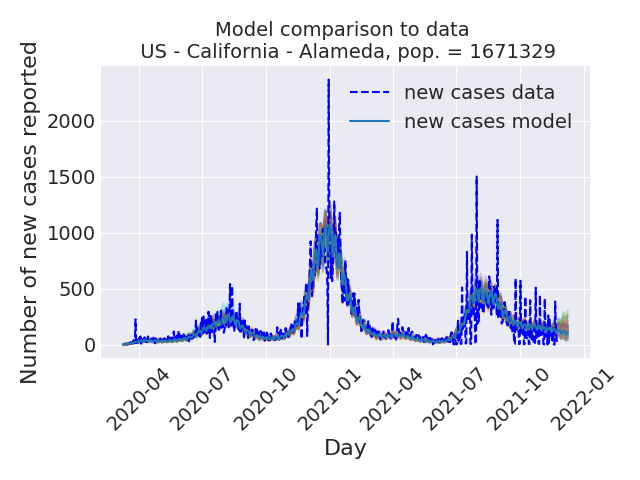 Model comparison to data
US - California - Alameda, pop. = 1671329
Number of new cases reported
2000
1500
1000
500
0
new cases data
new cases model
2020-04
2020-07
2020-10
2021-01
2021-04
2021-07
2021-10
2022-01
Day